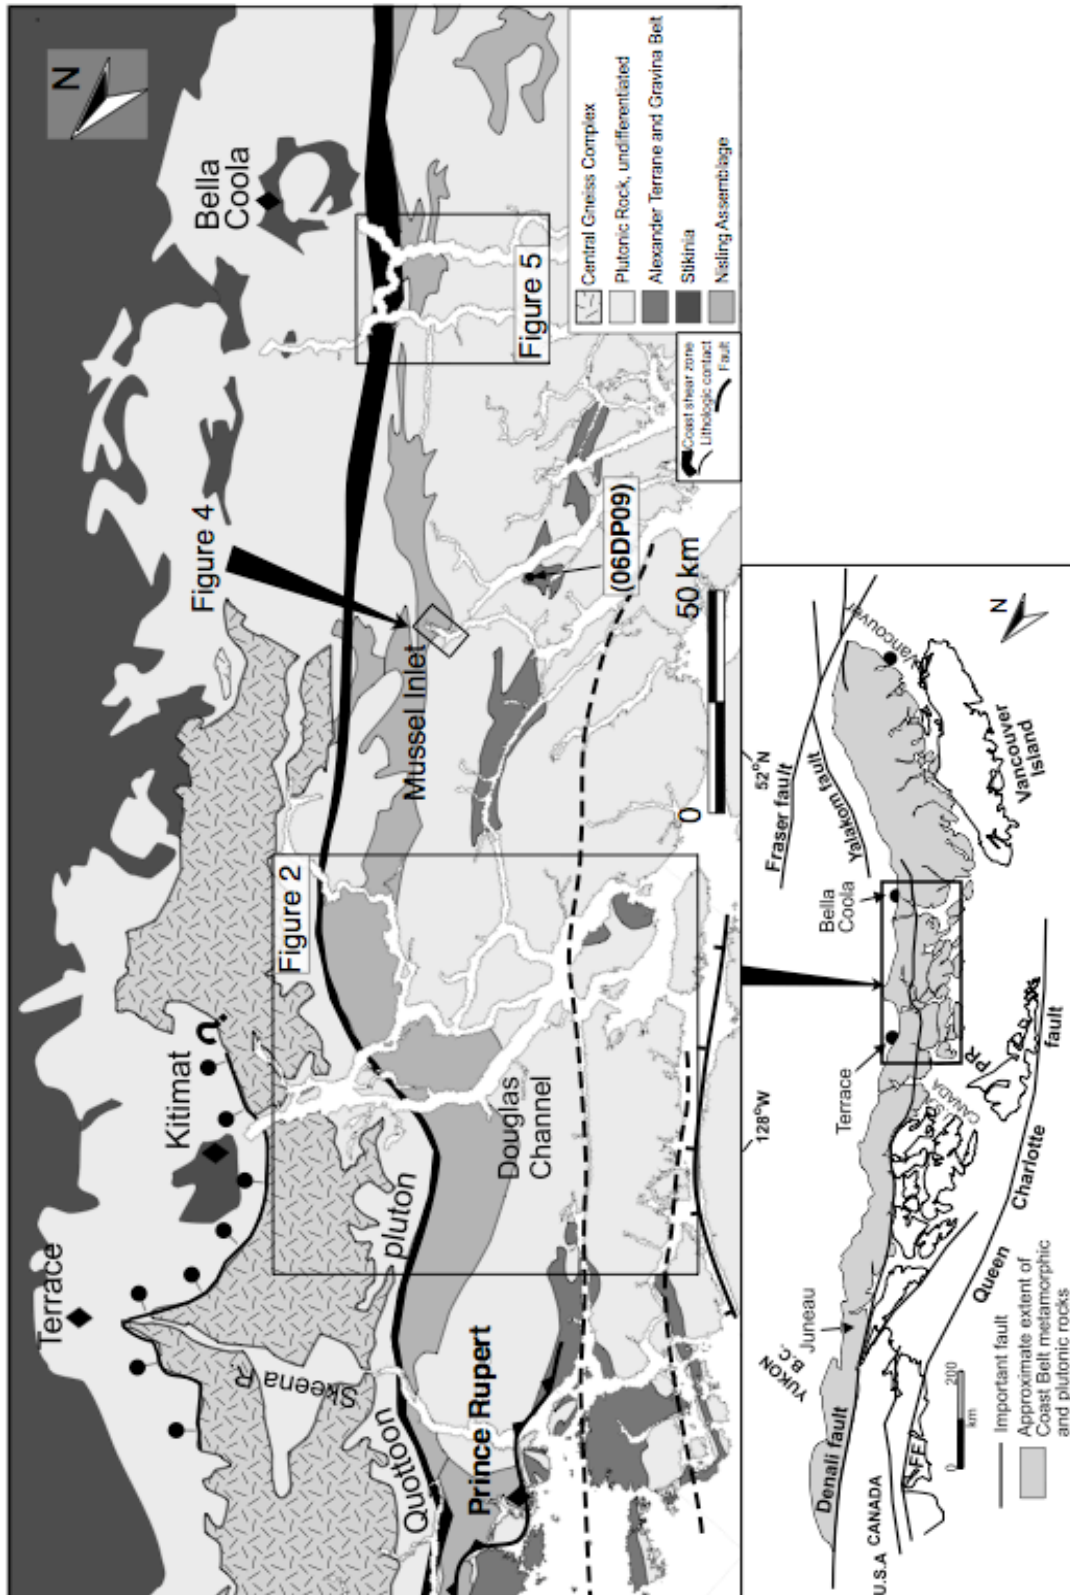 N
Bella
Coola
Figure 5
Figure 4
Mussel Inlet
(06DP09)
50 km
0
Figure 2
Kitimat
Douglas
Channel
Terrace
pluton
Skeena R.
Quottoon
Prince Rupert
Central Gneiss Complex
Plutonic Rock, undifferentiated
Alexander Terrane and Gravina Belt
Stikinia
Nisling Assemblage
Coast shear zone
Lithologic contact
Fault
52°N
128°W
N
Vancouver
Vancouver
Island
Fraser fault
Yalakom fault
Bella
Coola
Terrace
PR
CANADA
Queen
Charlotte
fault
Juneau
YUKON
B.C.
Denali fault
FF
U.S.A
CANADA
0
200
km
Important fault
Approximate extent of
Coast Belt metamorphic
and plutonic rocks